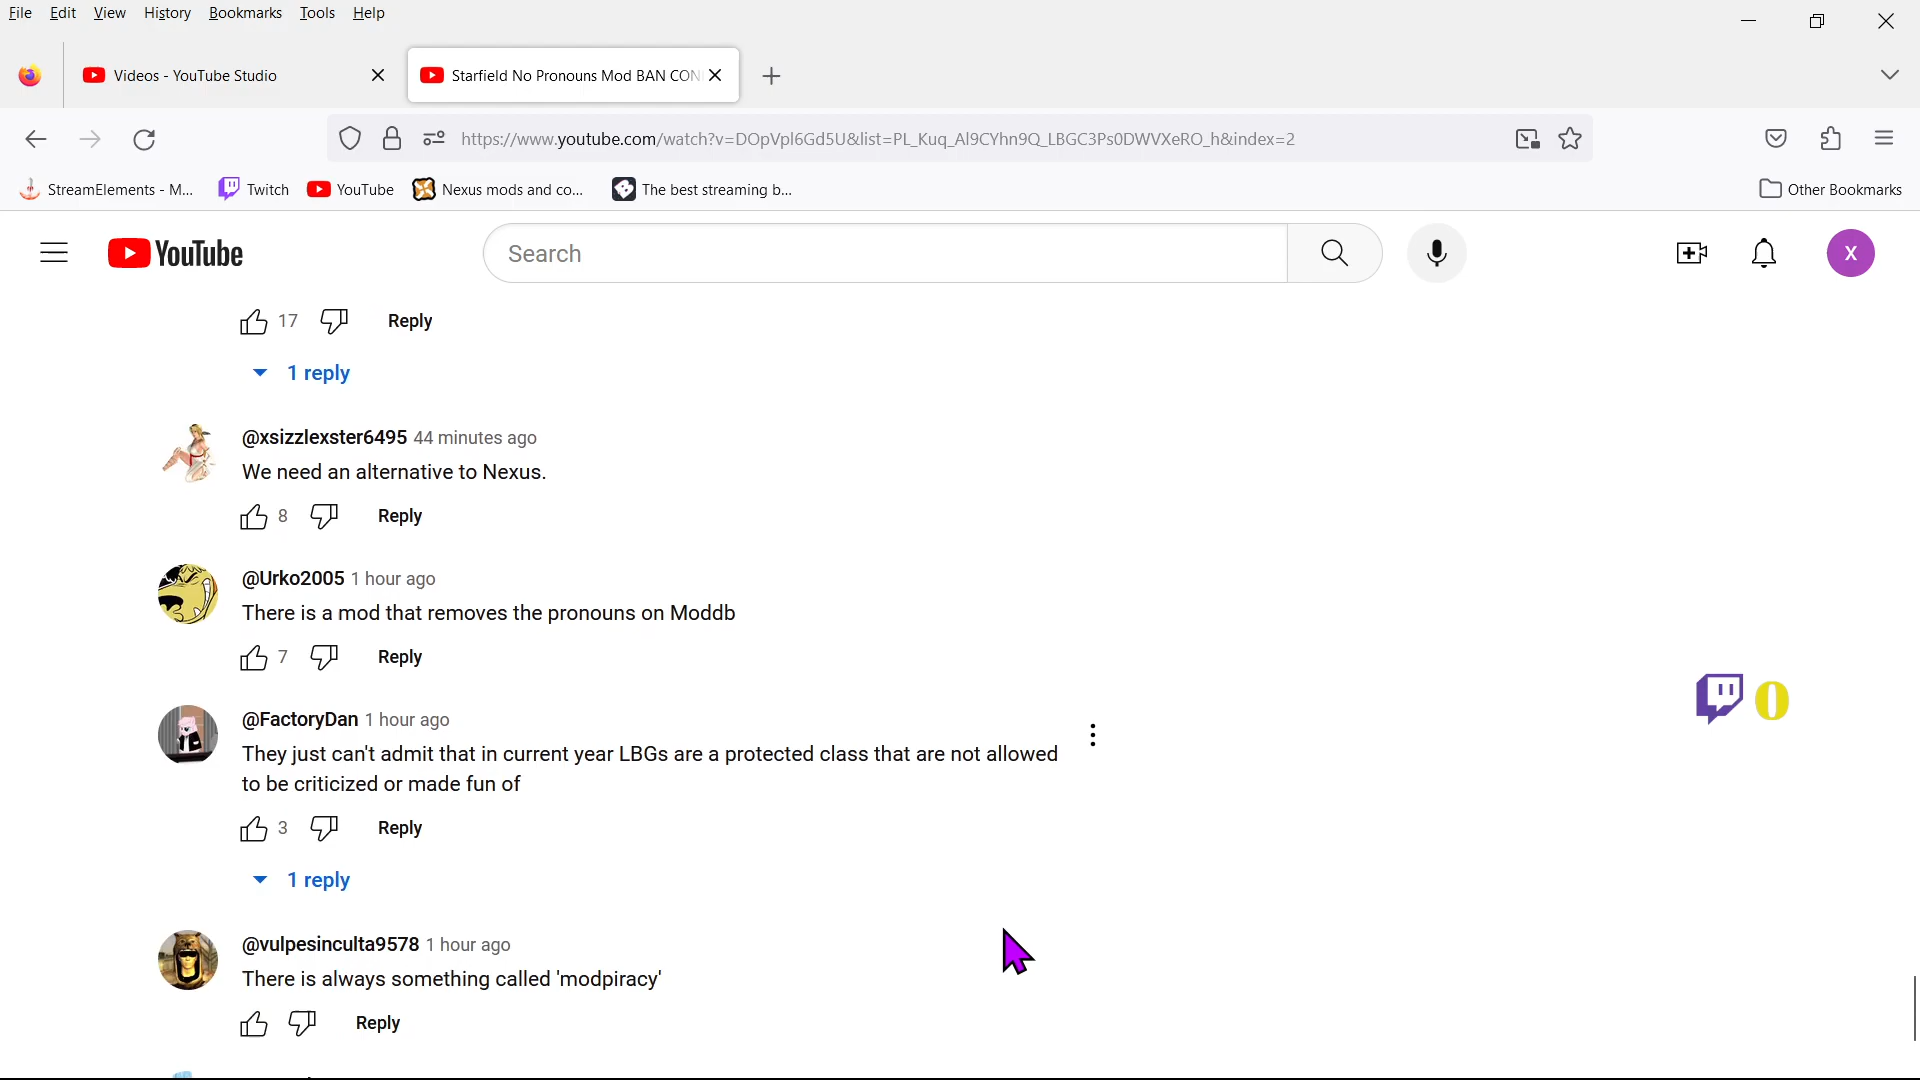 File Edit View History Bookmarks Tools Help
Videos - YouTube Studio
Starfield No Pronouns Mod BAN CON
https://www.youtube.com/watch?v=DOpVpl6Gd5U&list=PL_Kuq_Al9CYhn9Q_LBGC3Ps0DWVXeRO_h&index=2
StreamElements - M... Twitch YouTube Nexus mods and co... The best streaming b... Other Bookmarks
YouTube Search X
17 Reply
1 reply
@xsizzlexster6495 44 minutes ago
We need an alternative to Nexus.
8 Reply
@Urko2005 1 hour ago
There is a mod that removes the pronouns on Moddb
7 Reply
0
@FactoryDan 1 hour ago
They just can't admit that in current year LBGs are a protected class that are not allowed
to be criticized or made fun of
3 Reply
1 reply
@vulpesinculta9578 1 hour ago
There is always something called 'modpiracy'
Reply